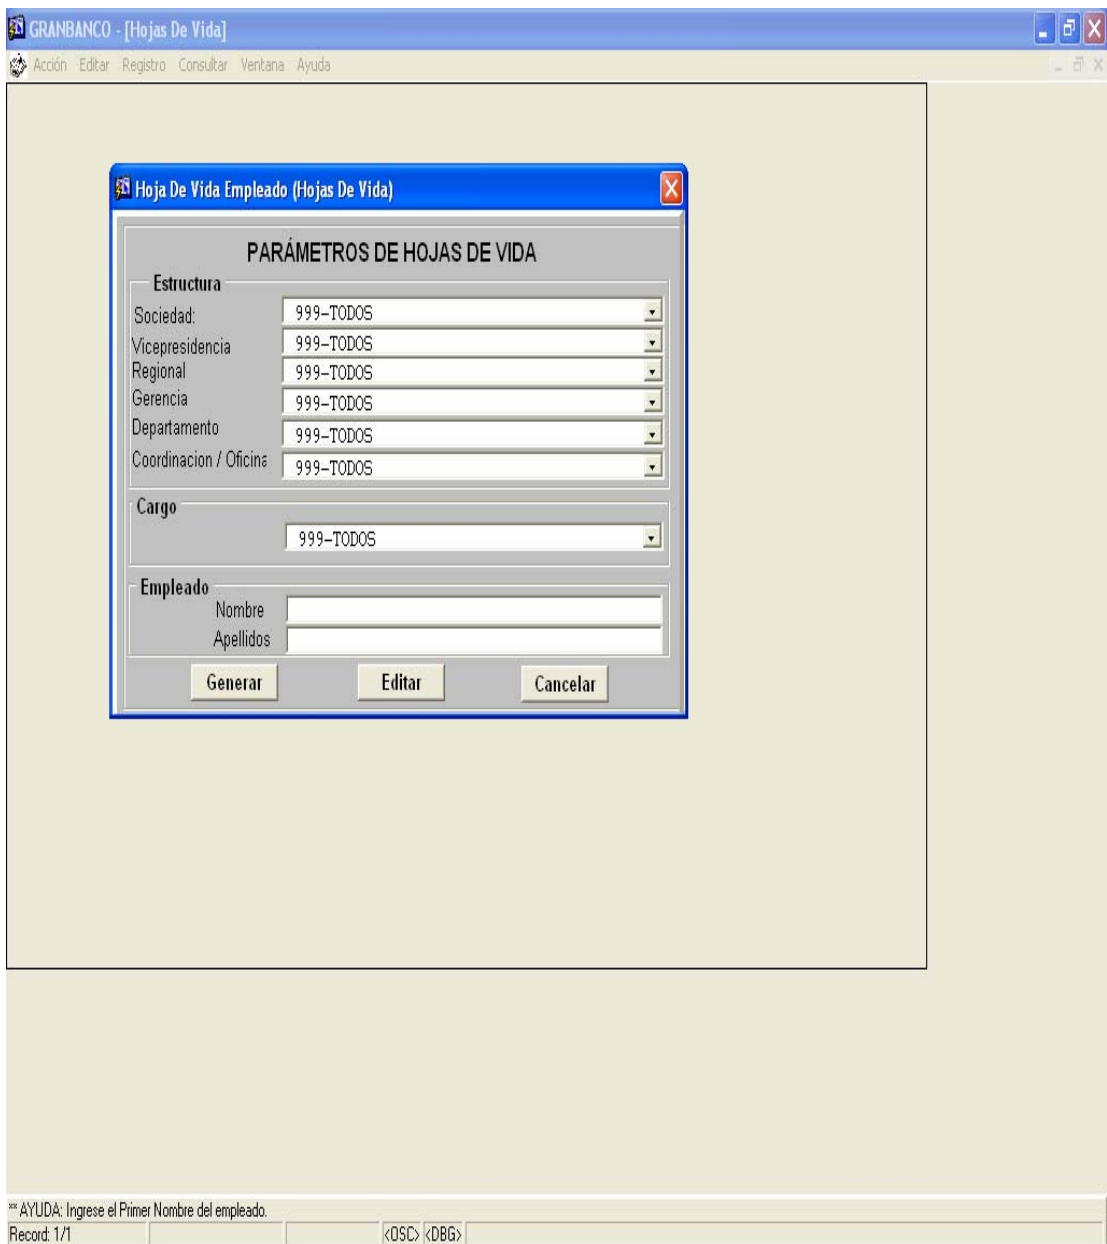 GRANBANCO - [Hojas De Vida]
Acción Editar Registro Consultar Ventana Ayuda
Hoja De Vida Empleado (Hojas De Vida)
PARÁMETROS DE HOJAS DE VIDA
Estructura
Sociedad: 999-TODOS
Vicepresidencia 999-TODOS
Regional 999-TODOS
Gerencia 999-TODOS
Departamento 999-TODOS
Coordinacion / Oficina 999-TODOS
Cargo
999-TODOS
Empleado
Nombre
Apellidos
Generar Editar Cancelar
** AYUDA: Ingrese el Primer Nombre del empleado.
Record: 1/1 <OSC> <DBG>